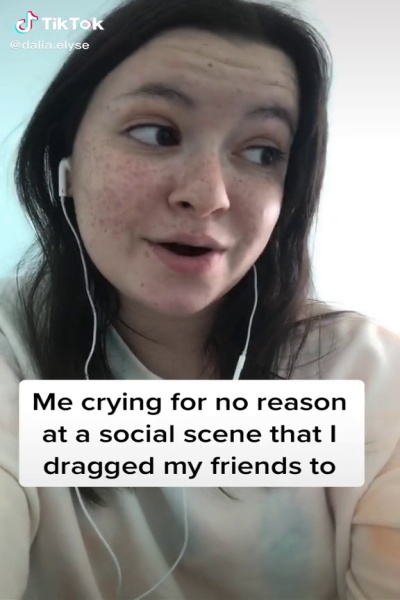 TikTok
@dalia.elyse
Me crying for no reason
at a social scene that I
dragged my friends to